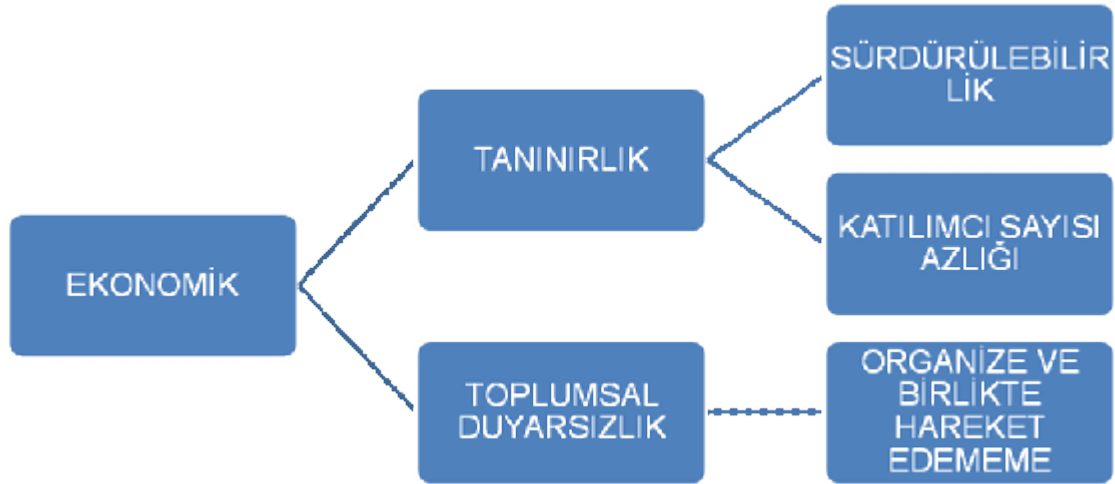 EKONOMİK
TANINIRLIK
SÜRDÜRÜLEBİLİR
LİK
KATILIMCI SAYISI
AZLIĞI
TOPLUMSAL
DUYARSIZLIK
ORGANİZE VE
BİRLİKTE
HAREKET
EDEMEME